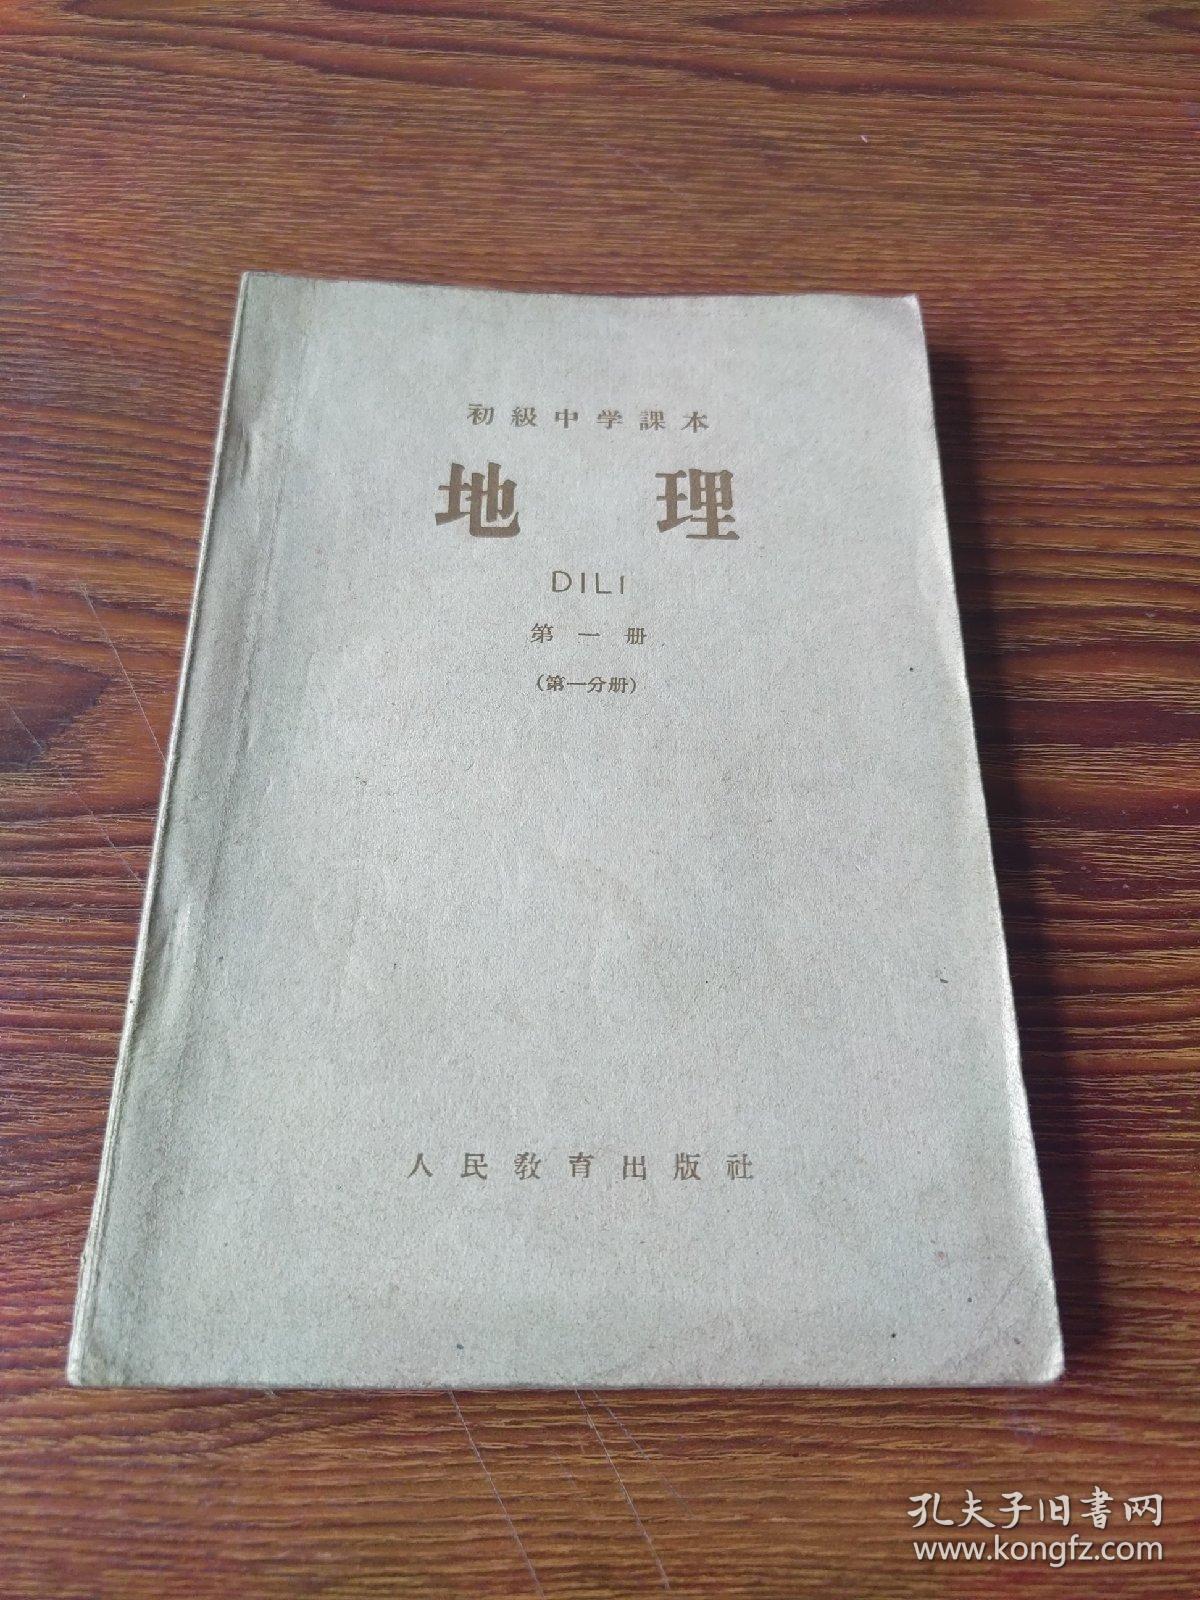 初級中学課本
地理
DILI
第一册
(第一分册)
人民教育出版社
孔夫子旧書网
www.kongfz.com